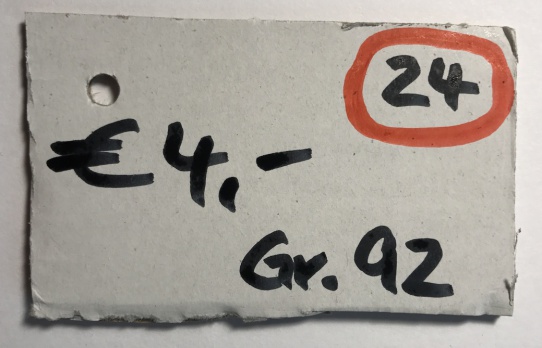 24
€ 4,-
Gr. 92